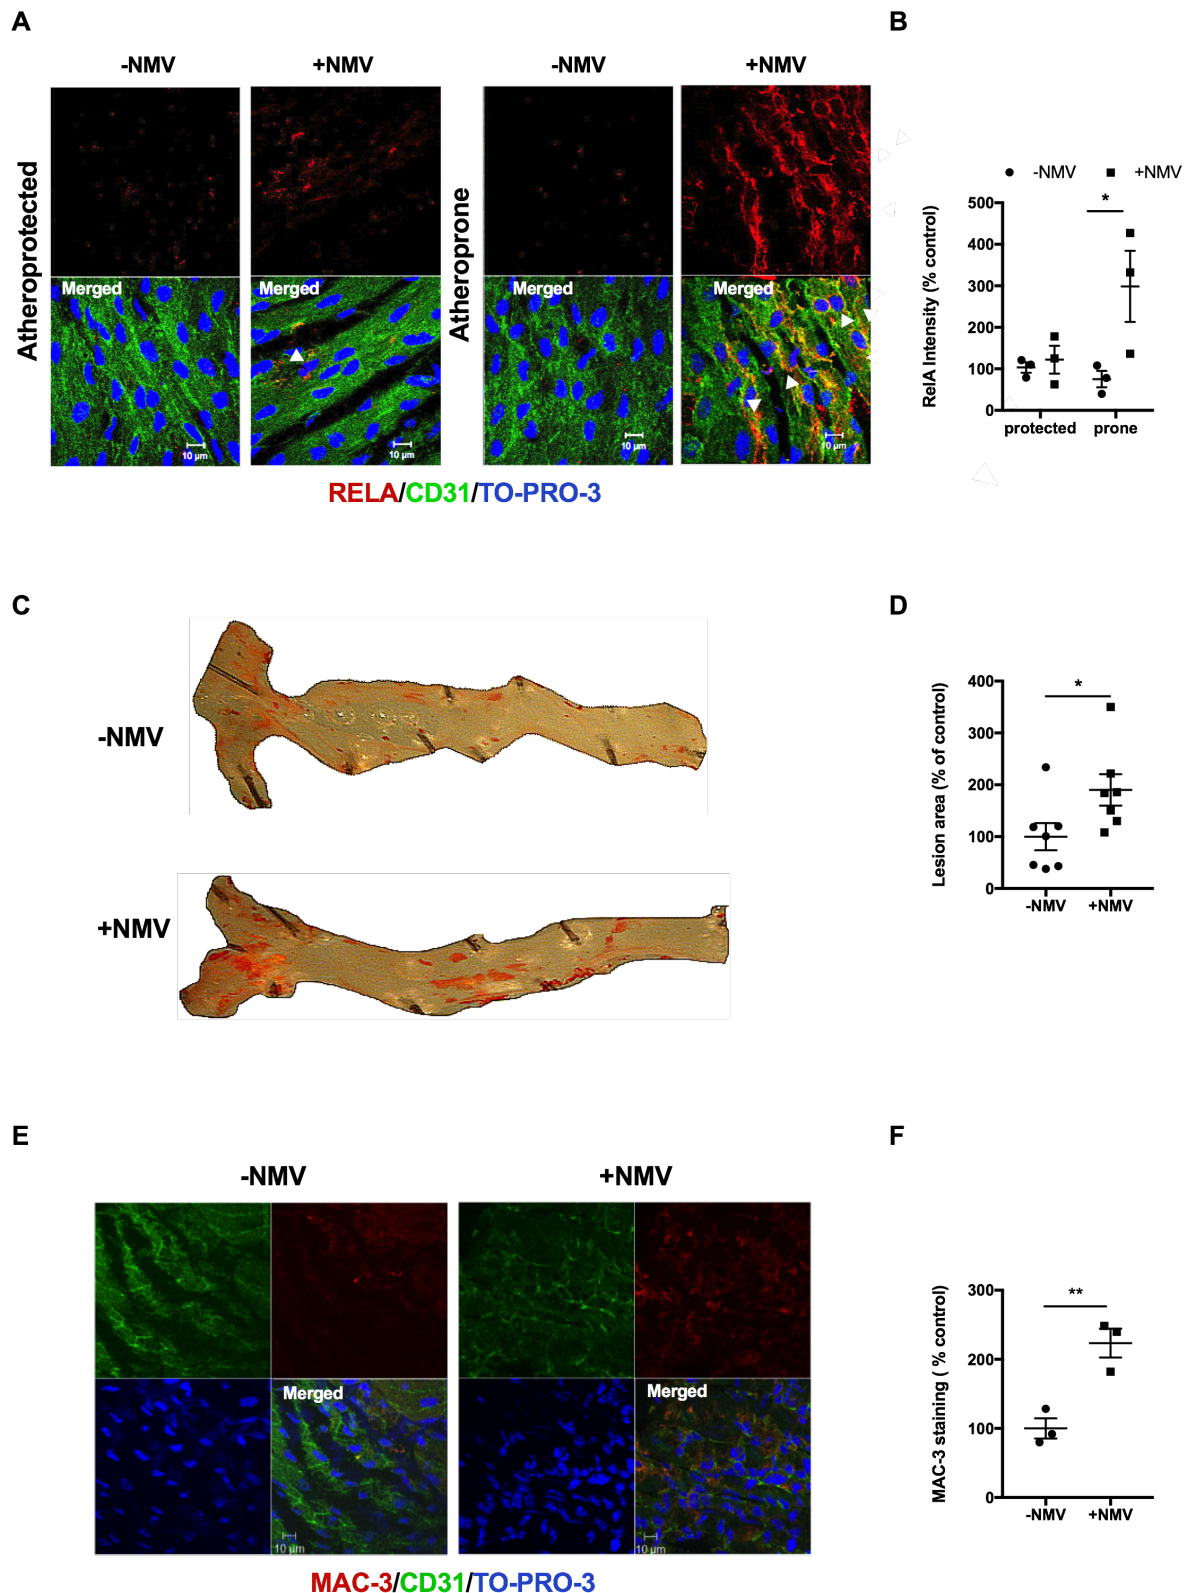 A
B
-NMV
+NMV
-NMV
+NMV
Atheroprotected
Atheroprone
Merged
Merged
Merged
Merged
10 µm
10 µm
10 µm
0 µm
RELA/CD31/TO-PRO-3
-NMV
+NMV
*
RelA Intensity (% control)
500
400
300
200
100
0
protected
prone
C
D
-NMV
+NMV
*
Lesion area (% of control)
400
300
200
100
0
-NMV
+NMV
E
F
-NMV
+NMV
Merged
Merged
10 µm
10 µm
MAC-3/CD31/TO-PRO-3
**
MAC-3 staining ( % control)
300
200
100
0
-NMV
+NMV